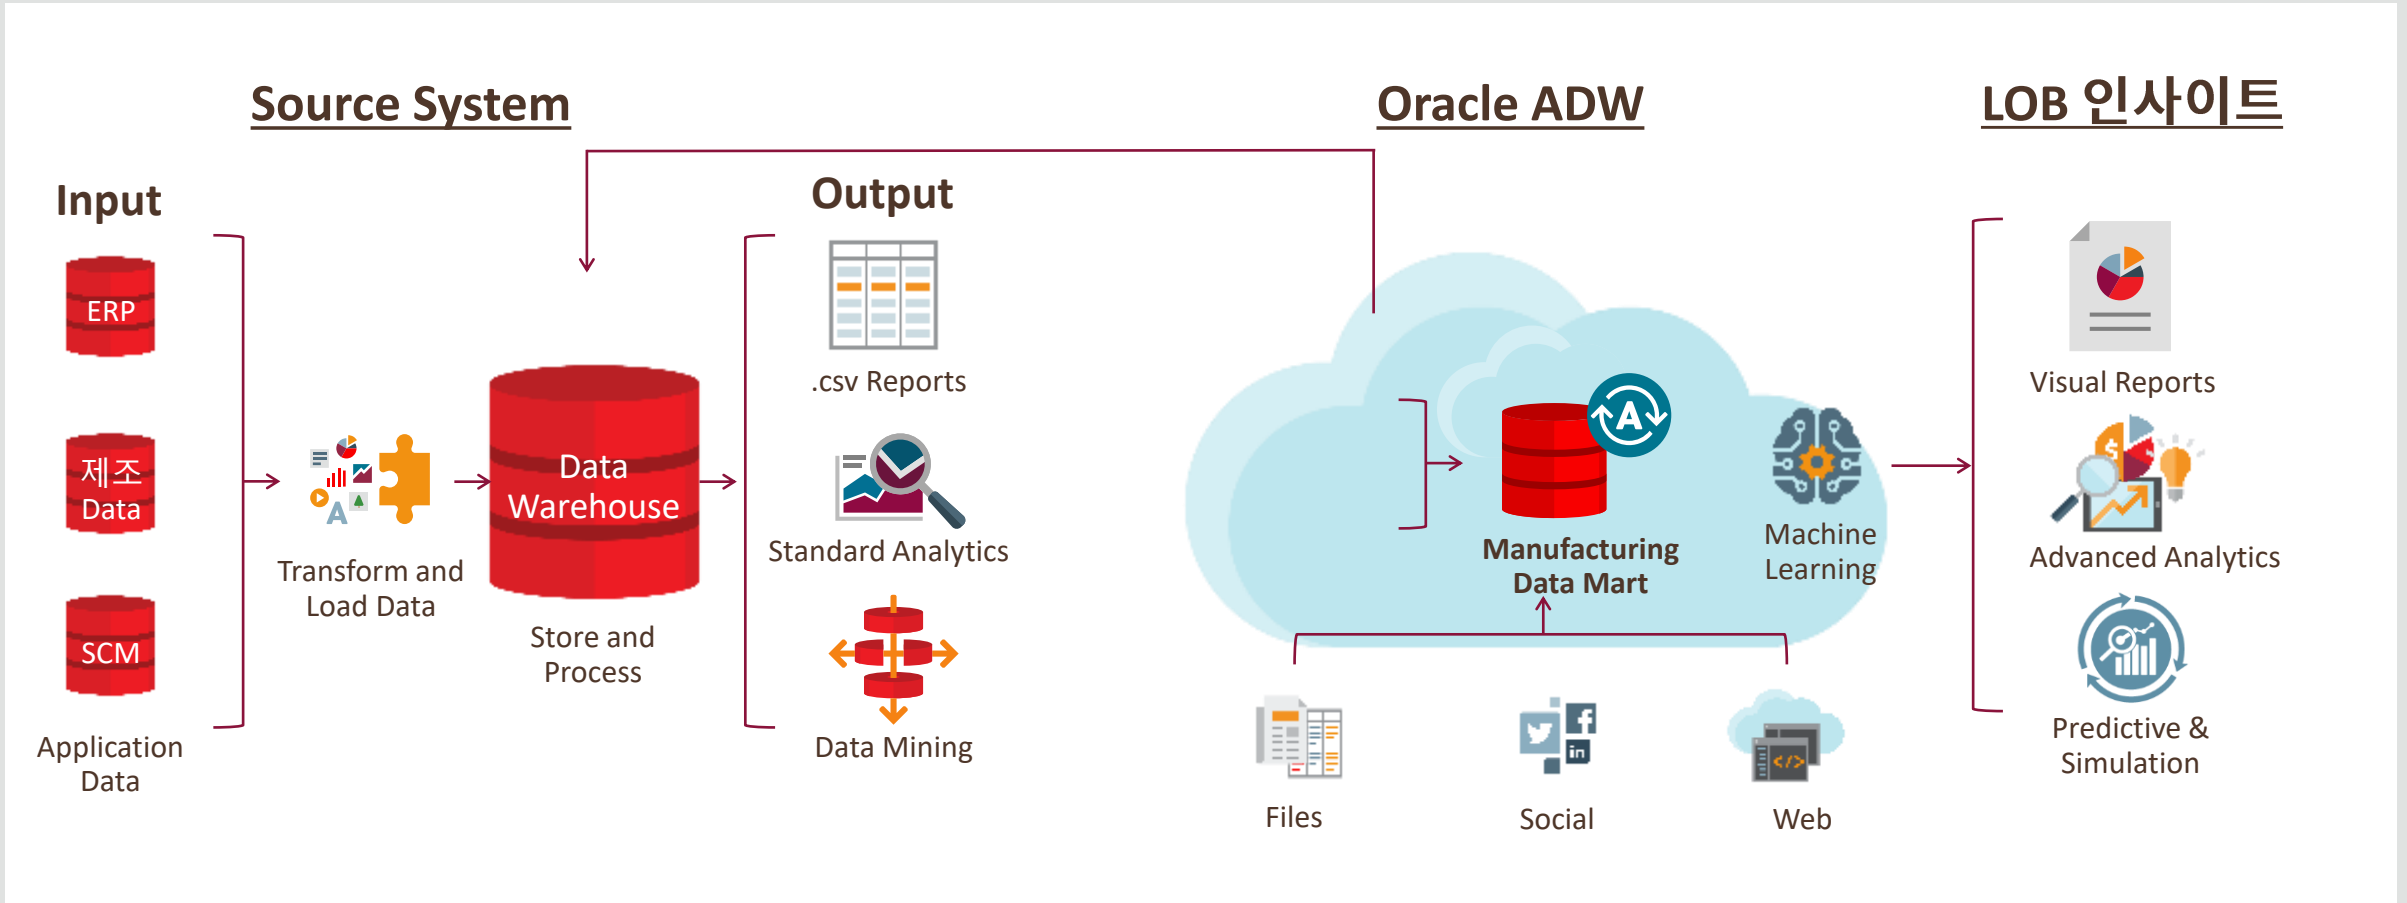 Source System
Oracle ADW
LOB 인사이트
Input
Output
ERP
제조
Data
SCM
Application
Data
Transform and
Load Data
Data
Warehouse
Store and
Process
.csv Reports
Standard Analytics
Data Mining
A
A
Manufacturing
Data Mart
Machine
Learning
Files
Social
in
Web
</>
Visual Reports
$
Advanced Analytics
Predictive &
Simulation